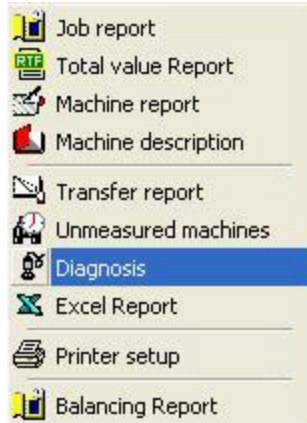 Job report
RTF
Total value Report
Machine report
Machine description
Transfer report
Unmeasured machines
Diagnosis
Excel Report
Printer setup
Balancing Report